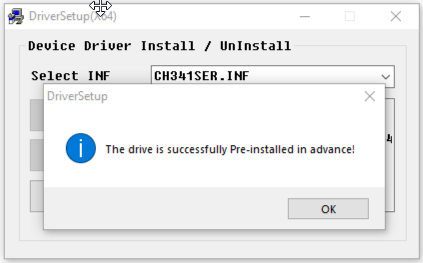 DriverSetup(X64)
Device Driver Install / UnInstall
Select INF
CH341SER.INF
DriverSetup
The drive is successfully Pre-installed in advance!
4
OK